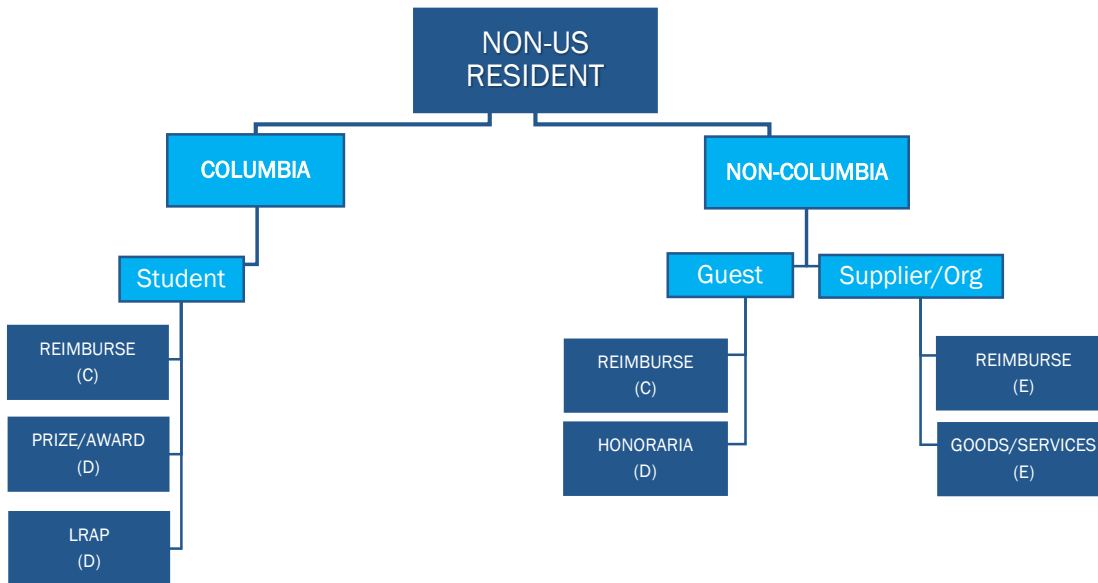 NON-US
RESIDENT
COLUMBIA
NON-COLUMBIA
Student
Guest
Supplier/Org
REIMBURSE
(C)
PRIZE/AWARD
(D)
LRAP
(D)
REIMBURSE
(C)
HONORARIA
(D)
REIMBURSE
(E)
GOODS/SERVICES
(E)